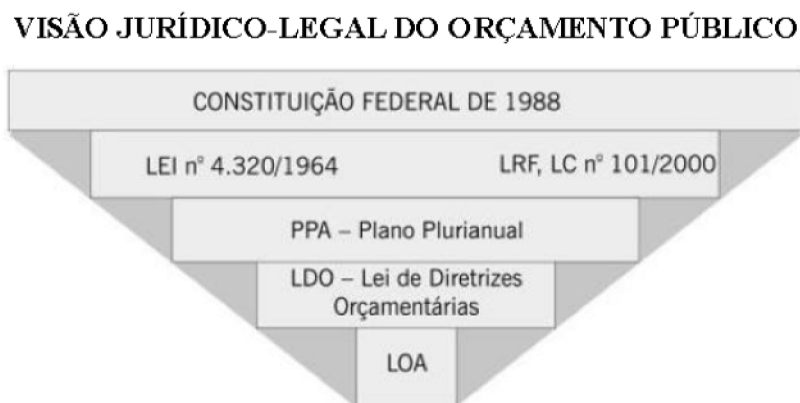 VISÃO JURÍDICO-LEGAL DO ORÇAMENTO PÚBLICO
CONSTITUIÇÃO FEDERAL DE 1988
LEI nº 4.320/1964 LRF, LC nº 101/2000
PPA – Plano Plurianual
LDO – Lei de Diretrizes
Orçamentárias
LOA